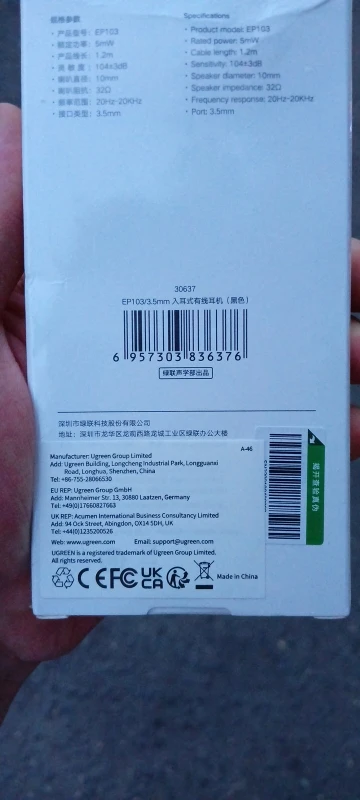 规格参数
· 产品型号：EP103
· 额定功率：5mW
· 产品线长：1.2m
· 灵 敏 度：104±3dB
· 喇叭直径：10mm
· 喇叭阻抗：32Ω
· 频率范围：20Hz-20KHz
· 接口类型：3.5mm
Specifications
· Product model: EP103
· Rated power: 5mW
· Cable length: 1.2m
· Sensitivity: 104±3dB
· Speaker diameter: 10mm
· Speaker impedance: 32Ω
· Frequency response: 20Hz-20KHz
· Port: 3.5mm
30637
EP103/3.5mm 入耳式有线耳机（黑色）
6 957303 836376
绿联声学部出品
深圳市绿联科技股份有限公司
地址：深圳市龙华区龙观西路龙城工业区绿联办公大楼
A-46
Manufacturer: Ugreen Group Limited
Add: Ugreen Building, Longcheng Industrial Park, Longguanxi
Road, Longhua, Shenzhen, China
Tel: +86-755-28066530
EU REP: Ugreen Group GmbH
Add: Mannheimer Str. 13, 30880 Laatzen, Germany
Tel: +49(0)17660827663
UK REP: Acumen International Business Consultancy Limited
Add: 94 Ock Street, Abingdon, OX14 5DH, UK
Tel: +44(0)1235200526
Web: www.ugreen.com Email: support@ugreen.com
UGREEN is a registered trademark of Ugreen Group Limited.
All rights reserved.
CE FC UK CA Made in China
揭开查验真伪